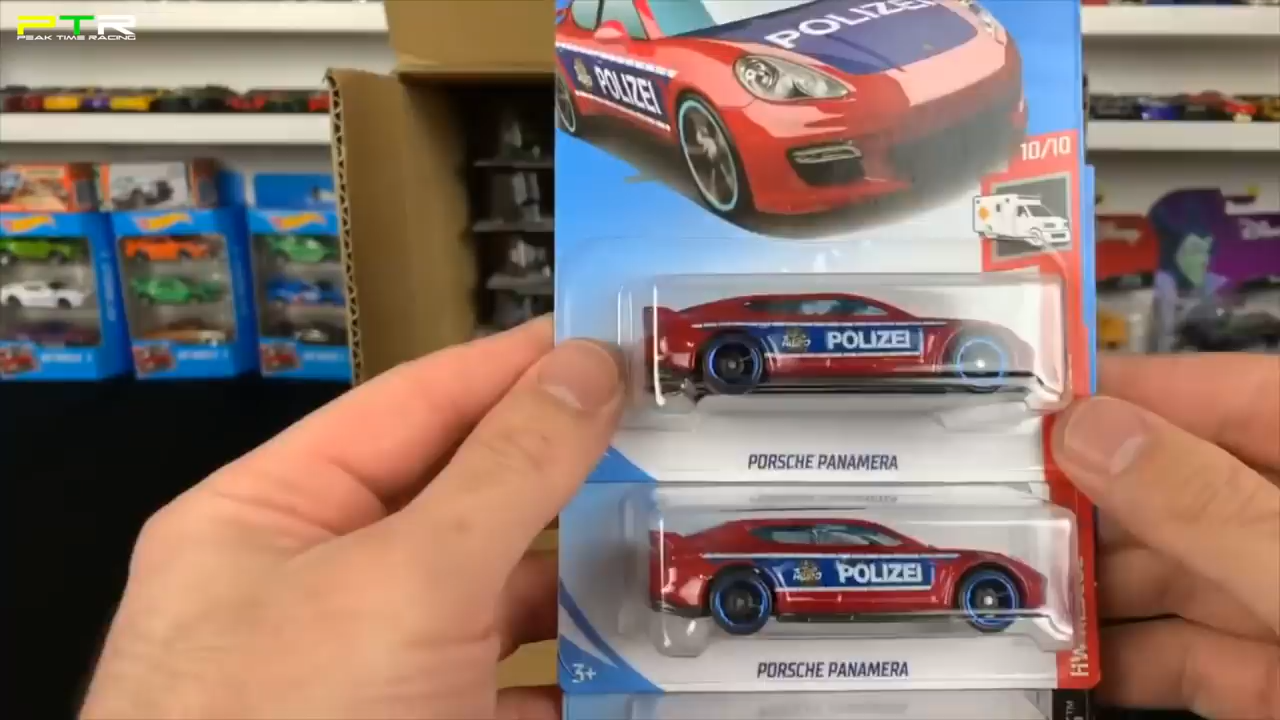 PTR
PEAK TIME RACING
POLIZEI
POLIZEI
10/10
POLIZEI
PORSCHE PANAMERA
POLIZEI
3+
PORSCHE PANAMERA